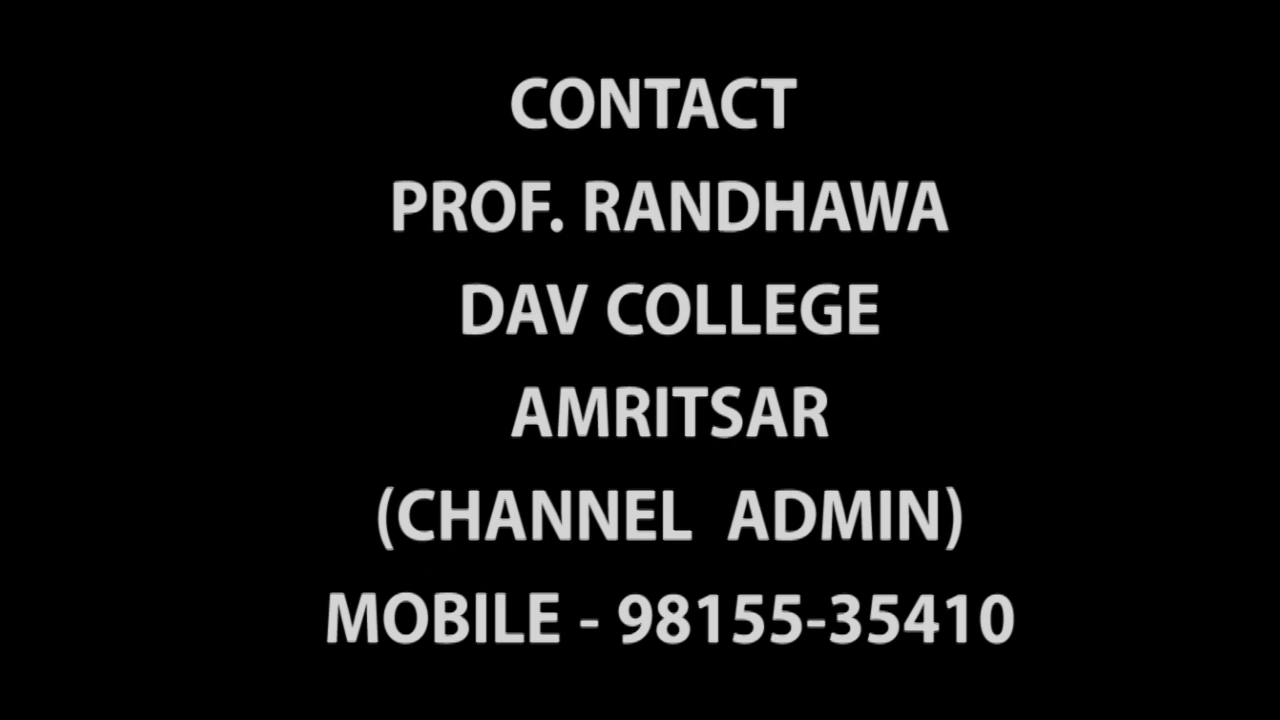 CONTACT
PROF. RANDHAWA
DAV COLLEGE
AMRITSAR
(CHANNEL ADMIN)
MOBILE - 98155-35410